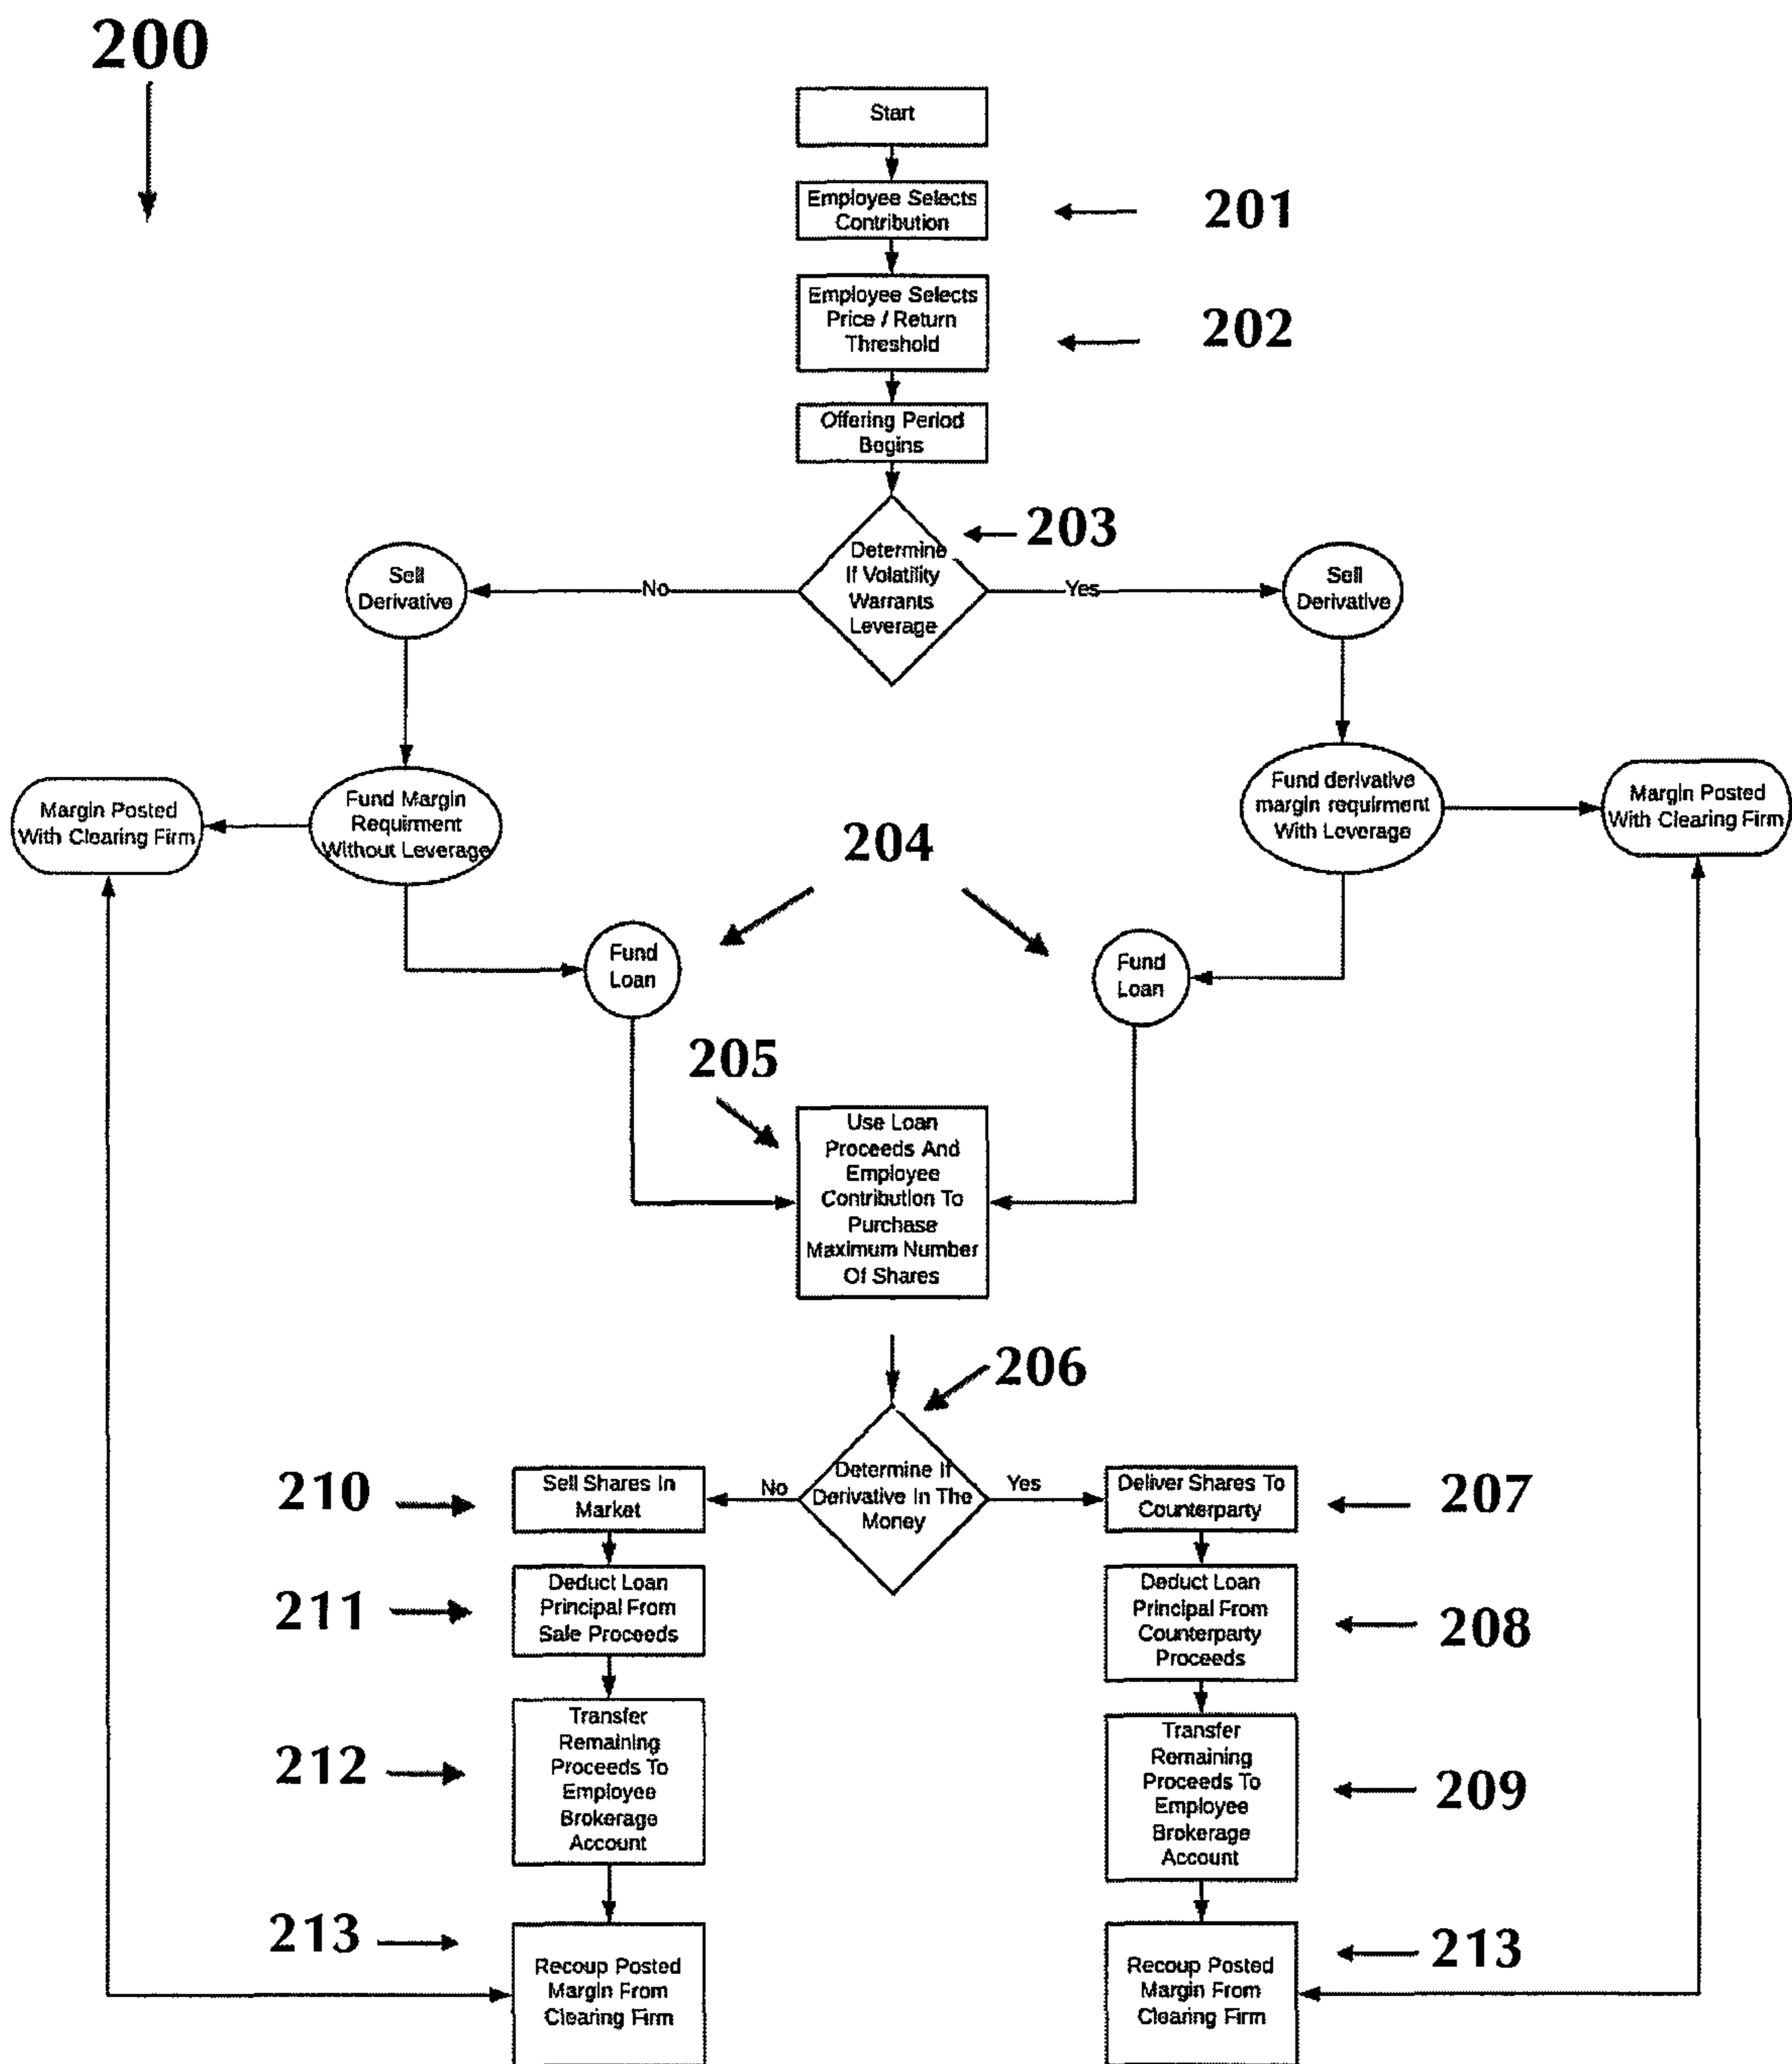 200
Start
Employee Selects
Contribution
201
Employee Selects
Price / Return
Threshold
202
Offering Period
Begins
203
Determine
If Volatility
Warrants
Leverage
No
Yes
Sell
Derivative
Sell
Derivative
Margin Posted
With Clearing Firm
Fund Margin
Requirment
Without Leverage
Fund derivative
margin requirment
With Leverage
Margin Posted
With Clearing Firm
204
Fund
Loan
Fund
Loan
205
Use Loan
Proceeds And
Employee
Contribution To
Purchase
Maximum Number
Of Shares
206
Determine If
Derivative In The
Money
No
Yes
210
Sell Shares In
Market
Deliver Shares To
Counterparty
207
211
Deduct Loan
Principal From
Sale Proceeds
Deduct Loan
Principal From
Counterparty
Proceeds
208
212
Transfer
Remaining
Proceeds To
Employee
Brokerage
Account
Transfer
Remaining
Proceeds To
Employee
Brokerage
Account
209
213
Recoup Posted
Margin From
Clearing Firm
Recoup Posted
Margin From
Clearing Firm
213